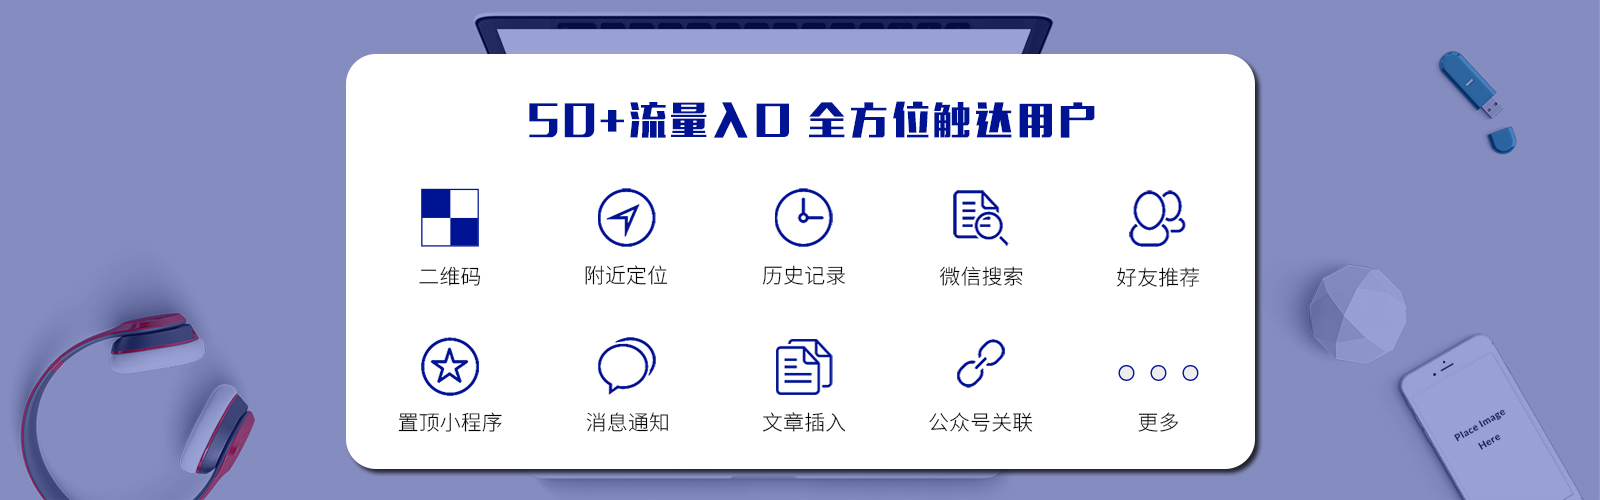 50+流量入口 全方位触达用户
二维码 附近定位 历史记录 微信搜索 好友推荐
置顶小程序 消息通知 文章插入 公众号关联 更多
Place Image
Here